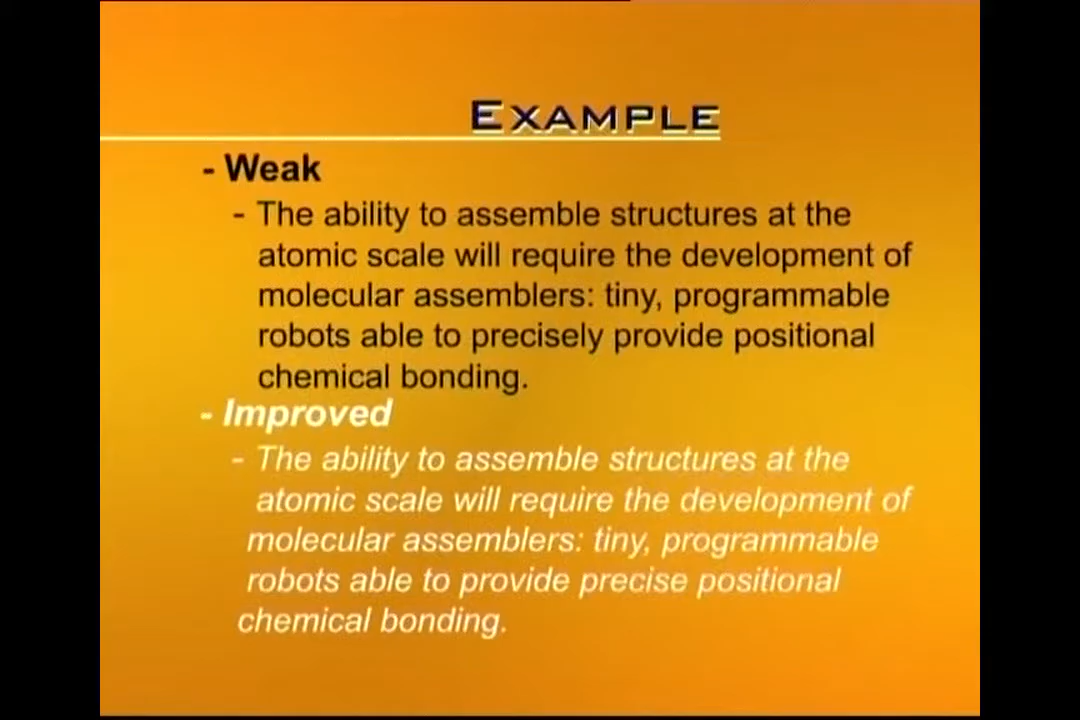 EXAMPLE
- Weak
- The ability to assemble structures at the
atomic scale will require the development of
molecular assemblers: tiny, programmable
robots able to precisely provide positional
chemical bonding.
- Improved
- The ability to assemble structures at the
atomic scale will require the development of
molecular assemblers: tiny, programmable
robots able to provide precise positional
chemical bonding.